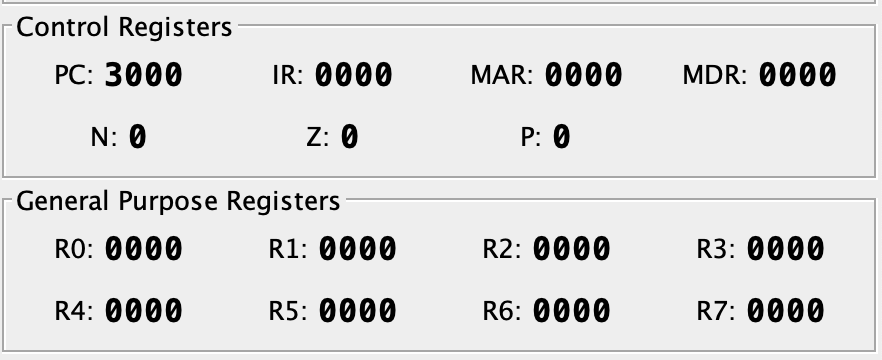 Control Registers
PC: 3000 IR: 0000 MAR: 0000 MDR: 0000
N: 0 Z: 0 P: 0
General Purpose Registers
R0: 0000 R1: 0000 R2: 0000 R3: 0000
R4: 0000 R5: 0000 R6: 0000 R7: 0000